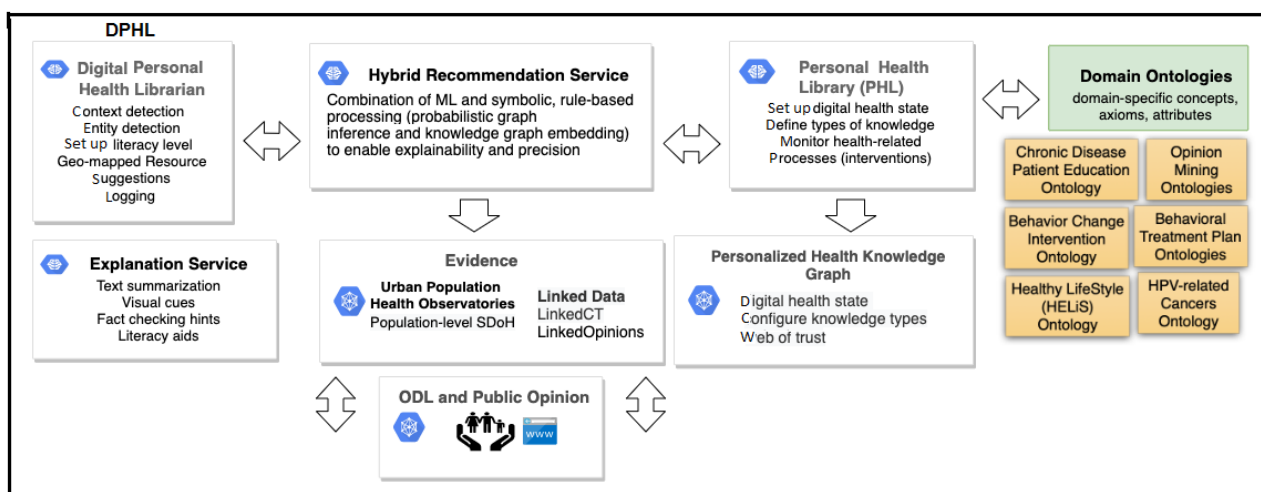 DPHL
Digital Personal
Health Librarian
Context detection
Entity detection
Set up literacy level
Geo-mapped Resource
Suggestions
Logging
Hybrid Recommendation Service
Combination of ML and symbolic, rule-based
processing (probabilistic graph
inference and knowledge graph embedding)
to enable explainability and precision
Personal Health
Library (PHL)
Set up digital health state
Define types of knowledge
Monitor health-related
Processes (interventions)
Domain Ontologies
domain-specific concepts,
axioms, attributes
Chronic Disease
Patient Education
Ontology
Opinion
Mining
Ontologies
Behavior Change
Intervention
Ontology
Behavioral
Treatment Plan
Ontologies
Healthy LifeStyle
(HELiS)
Ontology
HPV-related
Cancers
Ontology
Explanation Service
Text summarization
Visual cues
Fact checking hints
Literacy aids
Evidence
Urban Population
Health Observatories
Population-level SDoH
Linked Data
LinkedCT
LinkedOpinions
Personalized Health Knowledge
Graph
Digital health state
Configure knowledge types
Web of trust
ODL and Public Opinion
www